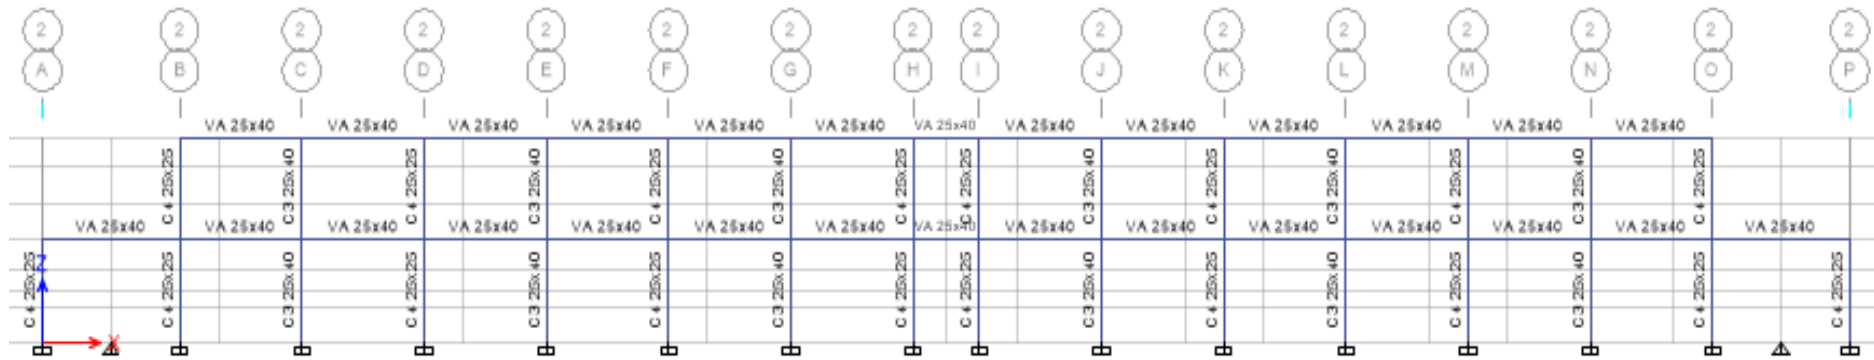 2 2 2 2 2 2 2 2 2 2 2 2 2 2 2 2
A B C D E F G H I J K L M N O P
VA 25x40 VA 25x40 VA 25x40 VA 25x40 VA 25x40 VA 25x40 VA 25x40 VA 25x40 VA 25x40 VA 25x40 VA 25x40 VA 25x40 VA 25x40
C 4 25x25 C 3 25x40 C 4 25x25 C 3 25x40 C 4 25x25 C 3 25x40 C 4 25x25 C 4 25x25 C 3 25x40 C 4 25x25 C 3 25x40 C 4 25x25 C 3 25x40 C 4 25x25
VA 25x40 VA 25x40 VA 25x40 VA 25x40 VA 25x40 VA 25x40 VA 25x40 VA 25x40 VA 25x40 VA 25x40 VA 25x40 VA 25x40 VA 25x40 VA 25x40 VA 25x40
C 4 25x25 C 4 25x25 C 3 25x40 C 4 25x25 C 3 25x40 C 4 25x25 C 3 25x40 C 4 25x25 C 4 25x25 C 3 25x40 C 4 25x25 C 3 25x40 C 4 25x25 C 3 25x40 C 4 25x25 C 4 25x25
Z
X